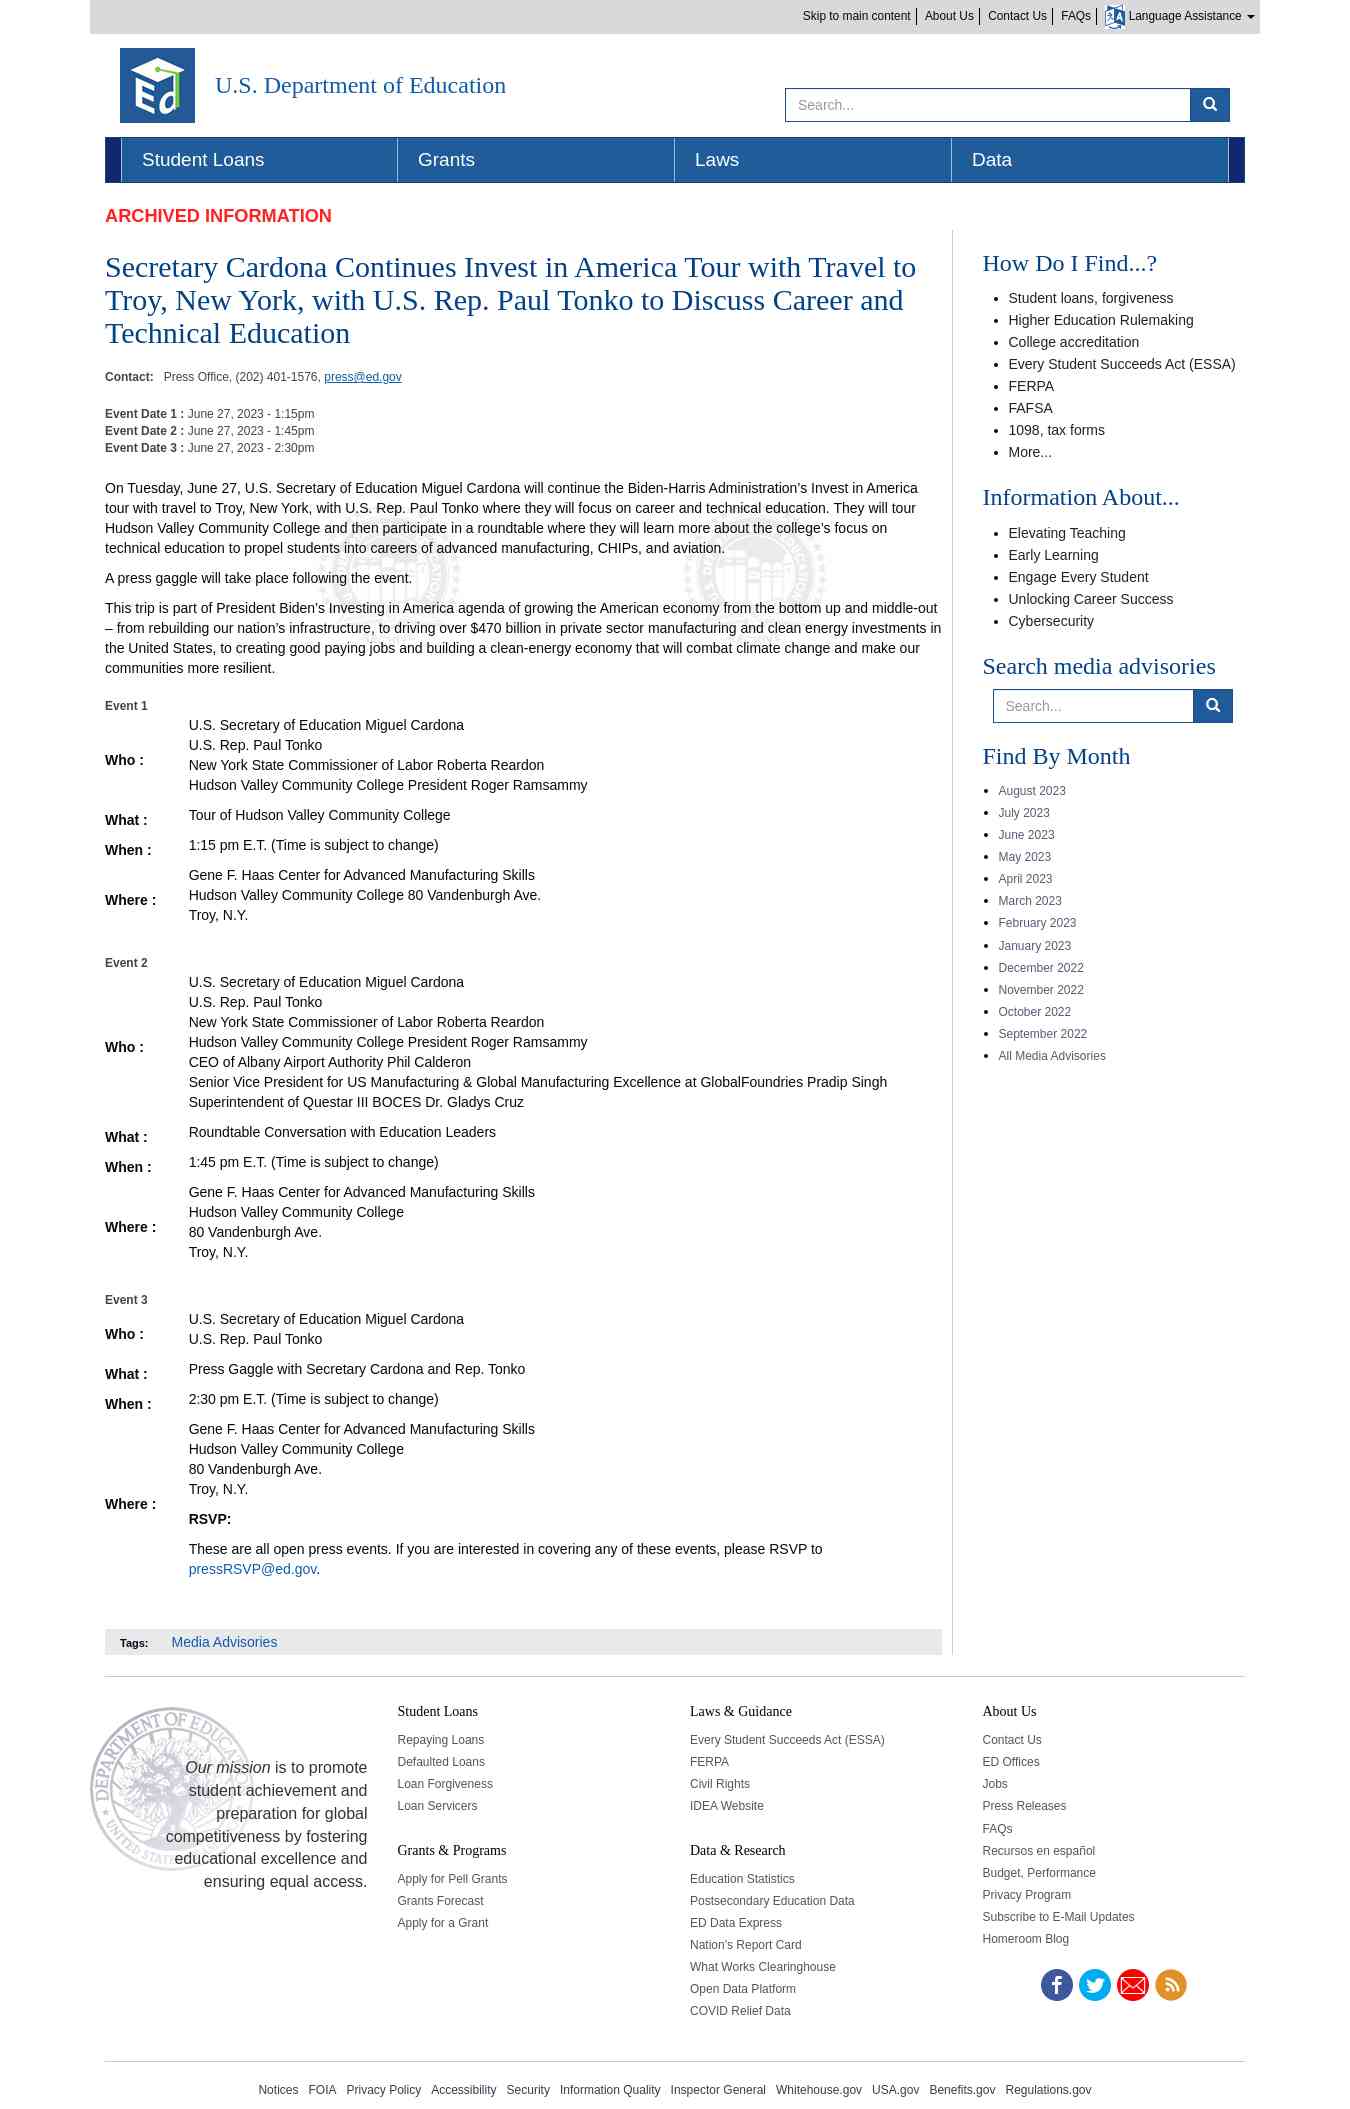 Skip to main content
About Us
Contact Us
FAQs
Language Assistance
Ed
U.S. Department of Education
Search...
Student Loans
Grants
Laws
Data
ARCHIVED INFORMATION
Secretary Cardona Continues Invest in America Tour with Travel to
Troy, New York, with U.S. Rep. Paul Tonko to Discuss Career and
Technical Education
Contact: Press Office, (202) 401-1576, press@ed.gov
Event Date 1 : June 27, 2023 - 1:15pm
Event Date 2 : June 27, 2023 - 1:45pm
Event Date 3 : June 27, 2023 - 2:30pm
On Tuesday, June 27, U.S. Secretary of Education Miguel Cardona will continue the Biden-Harris Administration’s Invest in America
tour with travel to Troy, New York, with U.S. Rep. Paul Tonko where they will focus on career and technical education. They will tour
Hudson Valley Community College and then participate in a roundtable where they will learn more about the college’s focus on
technical education to propel students into careers of advanced manufacturing, CHIPs, and aviation.
A press gaggle will take place following the event.
This trip is part of President Biden’s Investing in America agenda of growing the American economy from the bottom up and middle-out
– from rebuilding our nation’s infrastructure, to driving over $470 billion in private sector manufacturing and clean energy investments in
the United States, to creating good paying jobs and building a clean-energy economy that will combat climate change and make our
communities more resilient.
Event 1
Who :
U.S. Secretary of Education Miguel Cardona
U.S. Rep. Paul Tonko
New York State Commissioner of Labor Roberta Reardon
Hudson Valley Community College President Roger Ramsammy
What :
Tour of Hudson Valley Community College
When :
1:15 pm E.T. (Time is subject to change)
Where :
Gene F. Haas Center for Advanced Manufacturing Skills
Hudson Valley Community College 80 Vandenburgh Ave.
Troy, N.Y.
Event 2
Who :
U.S. Secretary of Education Miguel Cardona
U.S. Rep. Paul Tonko
New York State Commissioner of Labor Roberta Reardon
Hudson Valley Community College President Roger Ramsammy
CEO of Albany Airport Authority Phil Calderon
Senior Vice President for US Manufacturing & Global Manufacturing Excellence at GlobalFoundries Pradip Singh
Superintendent of Questar III BOCES Dr. Gladys Cruz
What :
Roundtable Conversation with Education Leaders
When :
1:45 pm E.T. (Time is subject to change)
Where :
Gene F. Haas Center for Advanced Manufacturing Skills
Hudson Valley Community College
80 Vandenburgh Ave.
Troy, N.Y.
Event 3
Who :
U.S. Secretary of Education Miguel Cardona
U.S. Rep. Paul Tonko
What :
Press Gaggle with Secretary Cardona and Rep. Tonko
When :
2:30 pm E.T. (Time is subject to change)
Where :
Gene F. Haas Center for Advanced Manufacturing Skills
Hudson Valley Community College
80 Vandenburgh Ave.
Troy, N.Y.
RSVP:
These are all open press events. If you are interested in covering any of these events, please RSVP to
pressRSVP@ed.gov.
Tags: Media Advisories
How Do I Find...?
Student loans, forgiveness
Higher Education Rulemaking
College accreditation
Every Student Succeeds Act (ESSA)
FERPA
FAFSA
1098, tax forms
More...
Information About...
Elevating Teaching
Early Learning
Engage Every Student
Unlocking Career Success
Cybersecurity
Search media advisories
Search...
Find By Month
August 2023
July 2023
June 2023
May 2023
April 2023
March 2023
February 2023
January 2023
December 2022
November 2022
October 2022
September 2022
All Media Advisories
Our mission is to promote
student achievement and
preparation for global
competitiveness by fostering
educational excellence and
ensuring equal access.
Student Loans
Repaying Loans
Defaulted Loans
Loan Forgiveness
Loan Servicers
Grants & Programs
Apply for Pell Grants
Grants Forecast
Apply for a Grant
Laws & Guidance
Every Student Succeeds Act (ESSA)
FERPA
Civil Rights
IDEA Website
Data & Research
Education Statistics
Postsecondary Education Data
ED Data Express
Nation’s Report Card
What Works Clearinghouse
Open Data Platform
COVID Relief Data
About Us
Contact Us
ED Offices
Jobs
Press Releases
FAQs
Recursos en español
Budget, Performance
Privacy Program
Subscribe to E-Mail Updates
Homeroom Blog
Notices FOIA Privacy Policy Accessibility Security Information Quality Inspector General Whitehouse.gov USA.gov Benefits.gov Regulations.gov